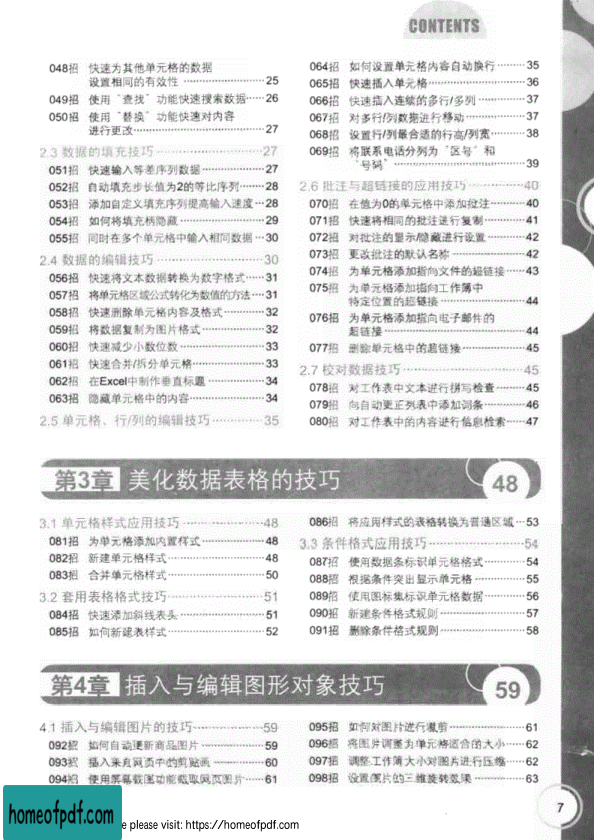 CONTENTS
048招 快速为其他单元格的数据
设置相同的有效性 25
049招 使用“查找”功能快速搜索数据 26
050招 使用“替换”功能快速对内容
进行更改 27
2.3 数据的填充技巧 27
051招 快速输入等差序列数据 27
052招 自动填充步长值为2的等比序列 28
053招 添加自定义填充序列提高输入速度 28
054招 如何将填充柄隐藏 29
055招 同时在多个单元格中输入相同数据 30
2.4 数据的编辑技巧 30
056招 快速将文本数据转换为数字格式 31
057招 将单元格区域公式转化为数值的方法 31
058招 快速删除单元格内容及格式 32
059招 将数据复制为图片格式 32
060招 快速减少小数位数 33
061招 快速合并/拆分单元格 33
062招 在Excel中制作垂直标题 34
063招 隐藏单元格中的内容 34
2.5 单元格、行/列的编辑技巧 35
064招 如何设置单元格内容自动换行 35
065招 快速插入单元格 36
066招 快速插入连续的多行/多列 37
067招 对多行/列数据进行移动 37
068招 设置行/列最合适的行高/列宽 38
069招 将联系电话分列为“区号”和
“号码” 39
2.6 批注与超链接的应用技巧 40
070招 在值为0的单元格中添加批注 40
071招 快速将相同的批注进行复制 41
072招 对批注的显示/隐藏进行设置 42
073招 更改批注的默认名称 42
074招 为单元格添加指向文件的超链接 43
075招 为单元格添加指向工作簿中
特定位置的超链接 44
076招 为单元格添加指向电子邮件的
超链接 44
077招 删除单元格中的超链接 45
2.7 校对数据技巧 45
078招 对工作表中文本进行拼写检查 45
079招 向自动更正列表中添加词条 46
080招 对工作表中的内容进行信息检索 47
第3章 美化数据表格的技巧 48
3.1 单元格样式应用技巧 48
081招 为单元格添加内置样式 48
082招 新建单元格样式 48
083招 合并单元格样式 50
3.2 套用表格格式技巧 51
084招 快速添加斜线表头 51
085招 如何新建表样式 52
086招 将应用样式的表格转换为普通区域 53
3.3 条件格式应用技巧 54
087招 使用数据条标识单元格格式 54
088招 根据条件突出显示单元格 55
089招 使用图标集标识单元格数据 56
090招 新建条件格式规则 57
091招 删除条件格式规则 58
第4章 插入与编辑图形对象技巧 59
4.1 插入与编辑图片的技巧 59
092招 如何自动更新商品图片 59
093招 插入来自网页中的剪贴画 60
094招 使用屏幕截图功能截取网页图片 61
095招 如何对图片进行裁剪 61
096招 将图片调整为单元格适合的大小 62
097招 调整工作簿大小对图片进行压缩 62
098招 设置图片的三维旋转效果 63
7
homeofpdf.com
e please visit: https://homeofpdf.com